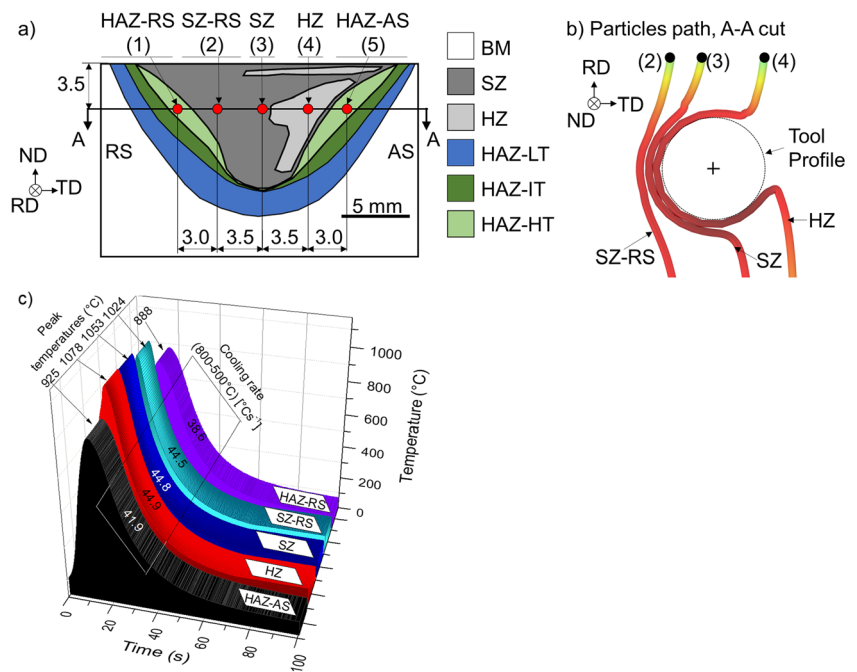 a)
HAZ-RS SZ-RS SZ HZ HAZ-AS
(1) (2) (3) (4) (5)
3.5
A A
RS AS
ND
TD
RD
5 mm
3.0 3.5 3.5 3.0
BM
SZ
HZ
HAZ-LT
HAZ-IT
HAZ-HT
b) Particles path, A-A cut
(2) (3) (4)
RD
TD
ND
Tool
Profile
SZ-RS
SZ
HZ
c)
Peak
temperatures (°C)
925 1078 1053 1024 888
Cooling rate
(800-500°C) [°Cs⁻¹]
38.6
44.5
44.8
44.9
41.9
HAZ-RS
SZ-RS
SZ
HZ
HAZ-AS
1000
800
600
400
200
0
Temperature (°C)
0 20 40 60 80 100
Time (s)